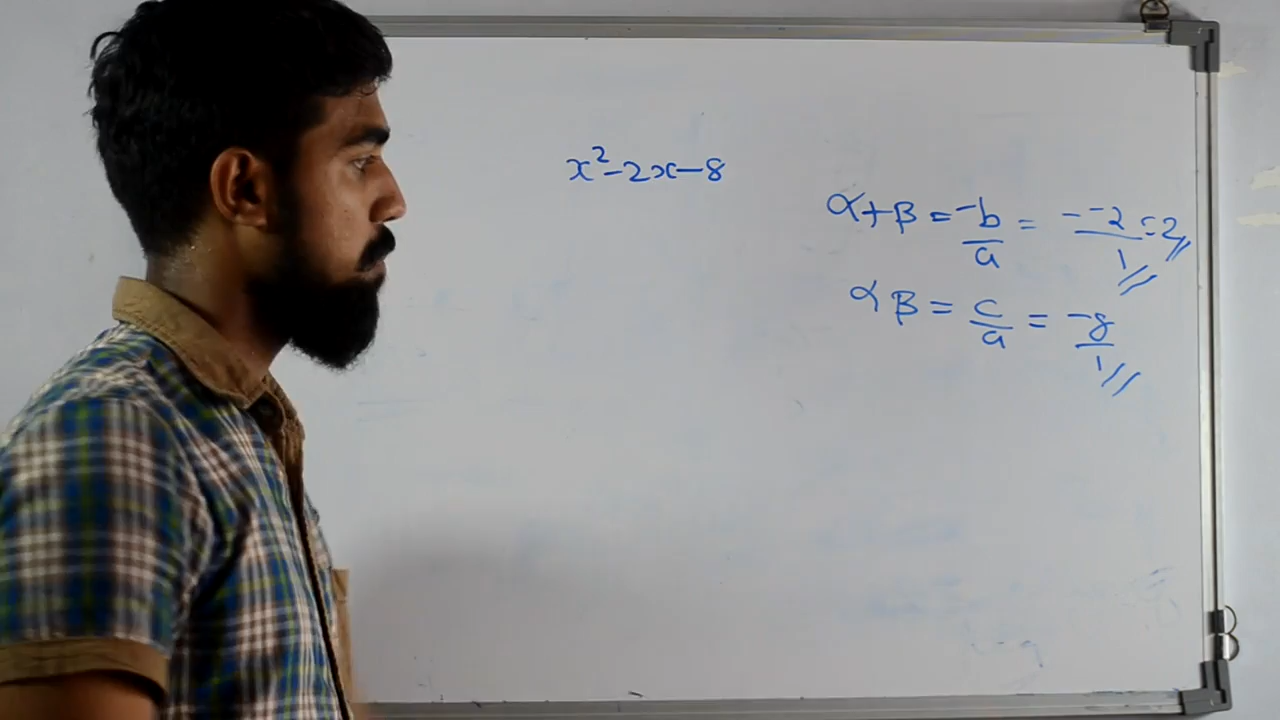 x²-2x-8
α+β = -b/a = - -2/1 = 2
αβ = c/a = -8/1